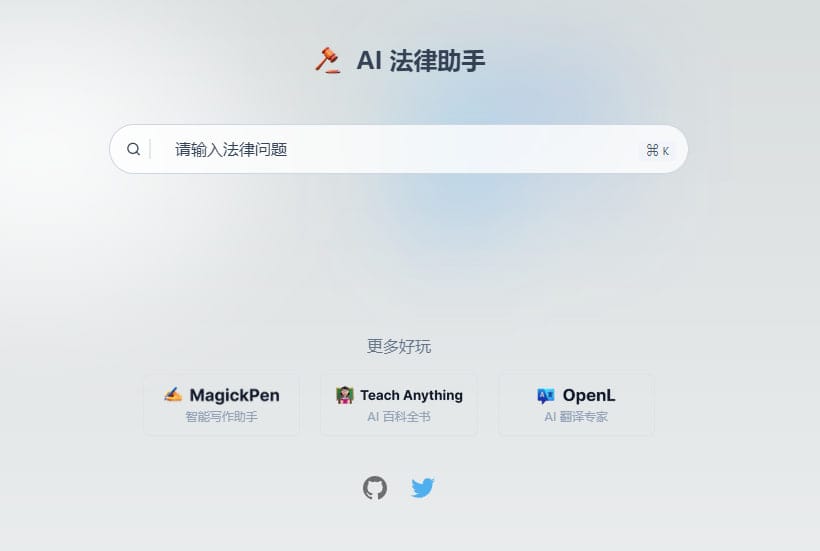 AI 法律助手
请输入法律问题
⌘ K
更多好玩
MagickPen
智能写作助手
Teach Anything
AI 百科全书
OpenL
AI 翻译专家